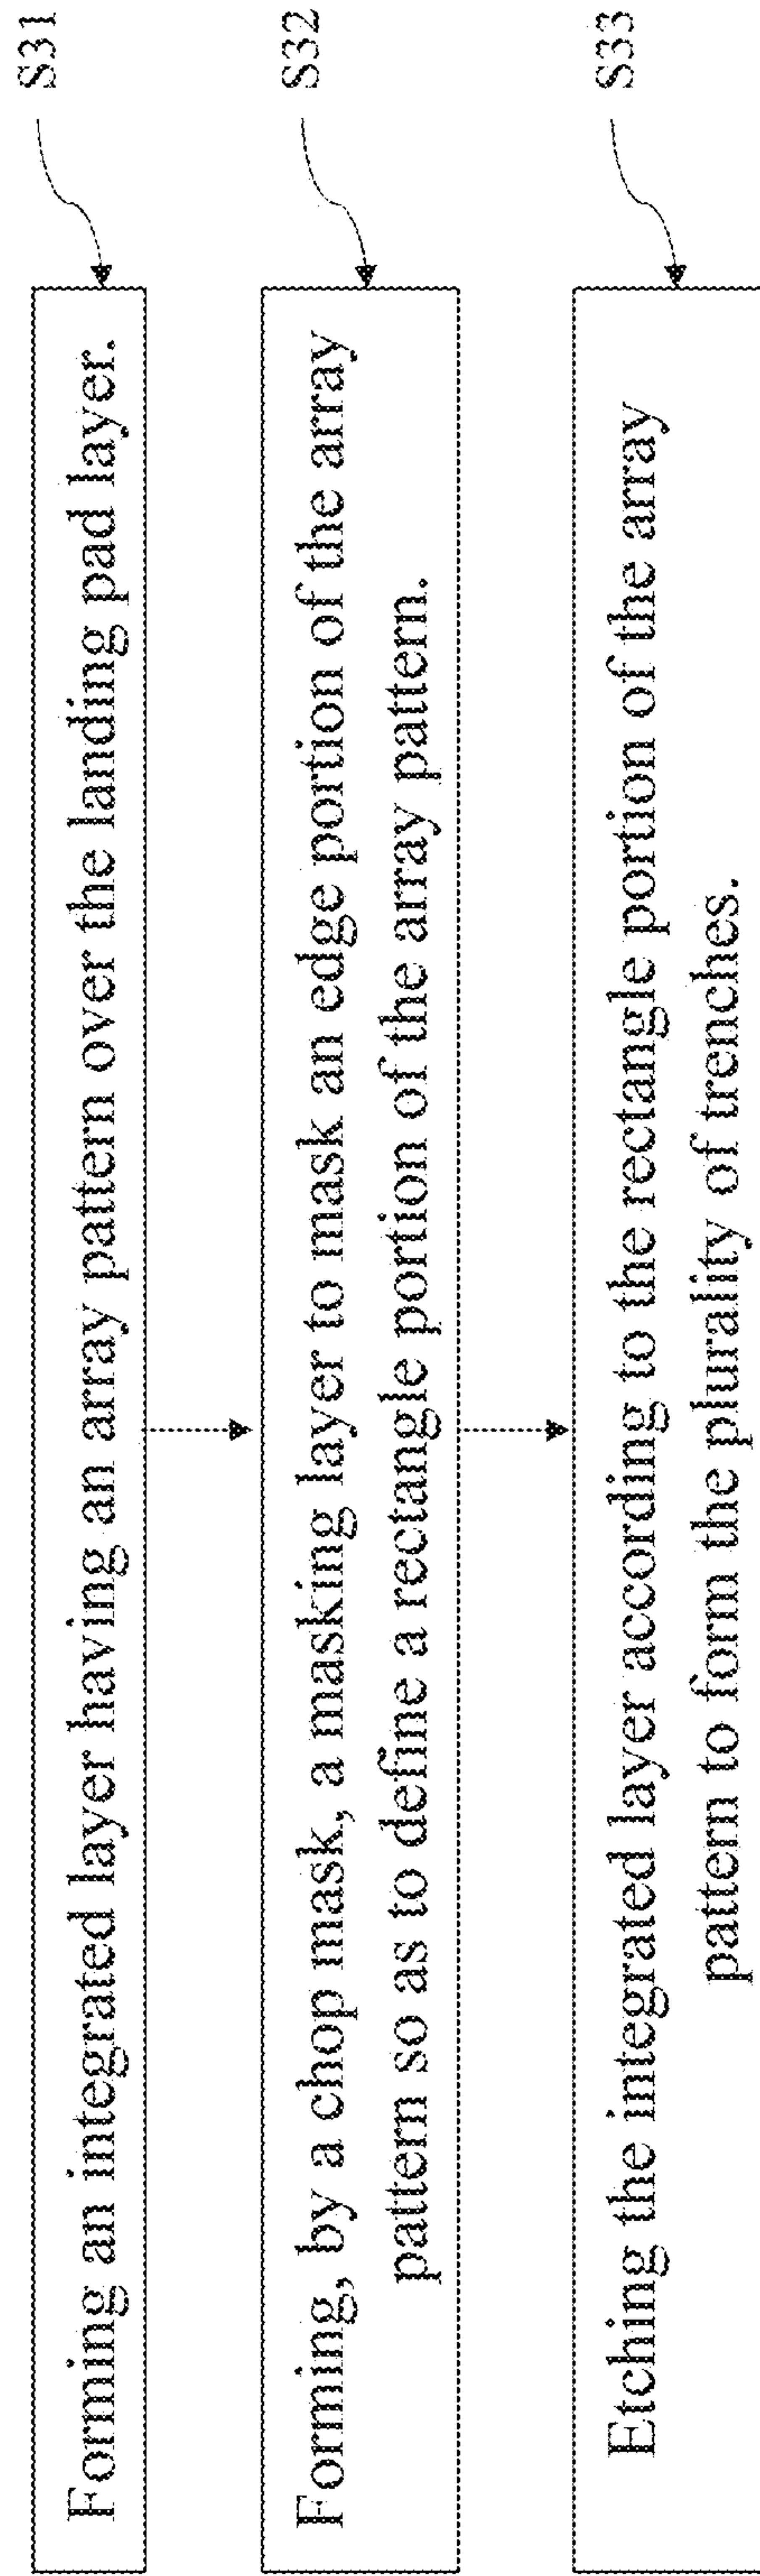 S31
Forming an integrated layer having an array pattern over the landing pad layer.
S32
Forming, by a chop mask, a masking layer to mask an edge portion of the array
pattern so as to define a rectangle portion of the array pattern.
S33
Etching the integrated layer according to the rectangle portion of the array
pattern to form the plurality of trenches.